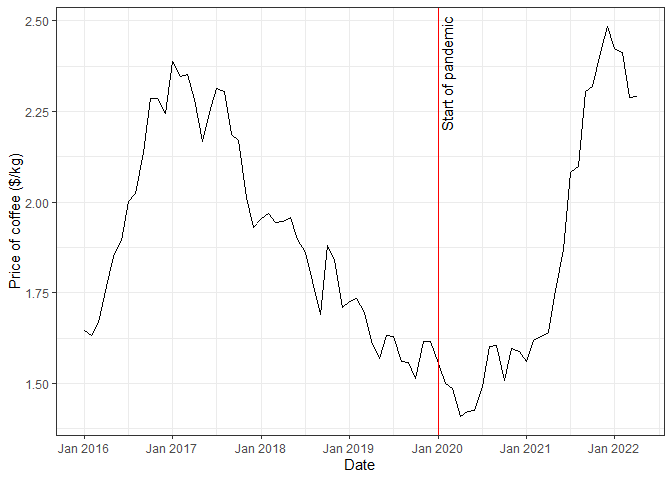 2.50
2.25
2.00
1.75
1.50
Price of coffee ($/kg)
Start of pandemic
Jan 2016
Jan 2017
Jan 2018
Jan 2019
Jan 2020
Jan 2021
Jan 2022
Date